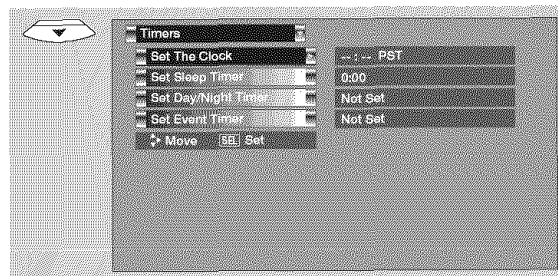 Timers
Set The Clock -- : -- PST
Set Sleep Timer 0:00
Set Day/Night Timer Not Set
Set Event Timer Not Set
Move SEL Set